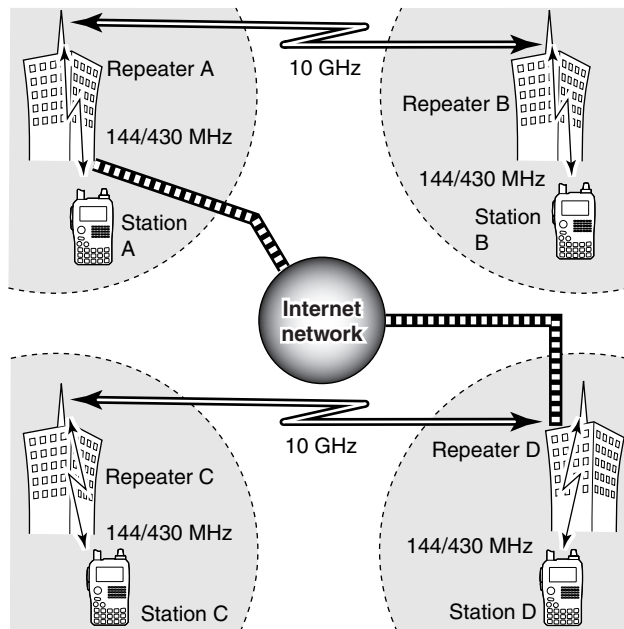 Repeater A
10 GHz
Repeater B
144/430 MHz
144/430 MHz
Station
A
Station
B
Internet
network
10 GHz
Repeater C
Repeater D
144/430 MHz
144/430 MHz
Station C
Station D